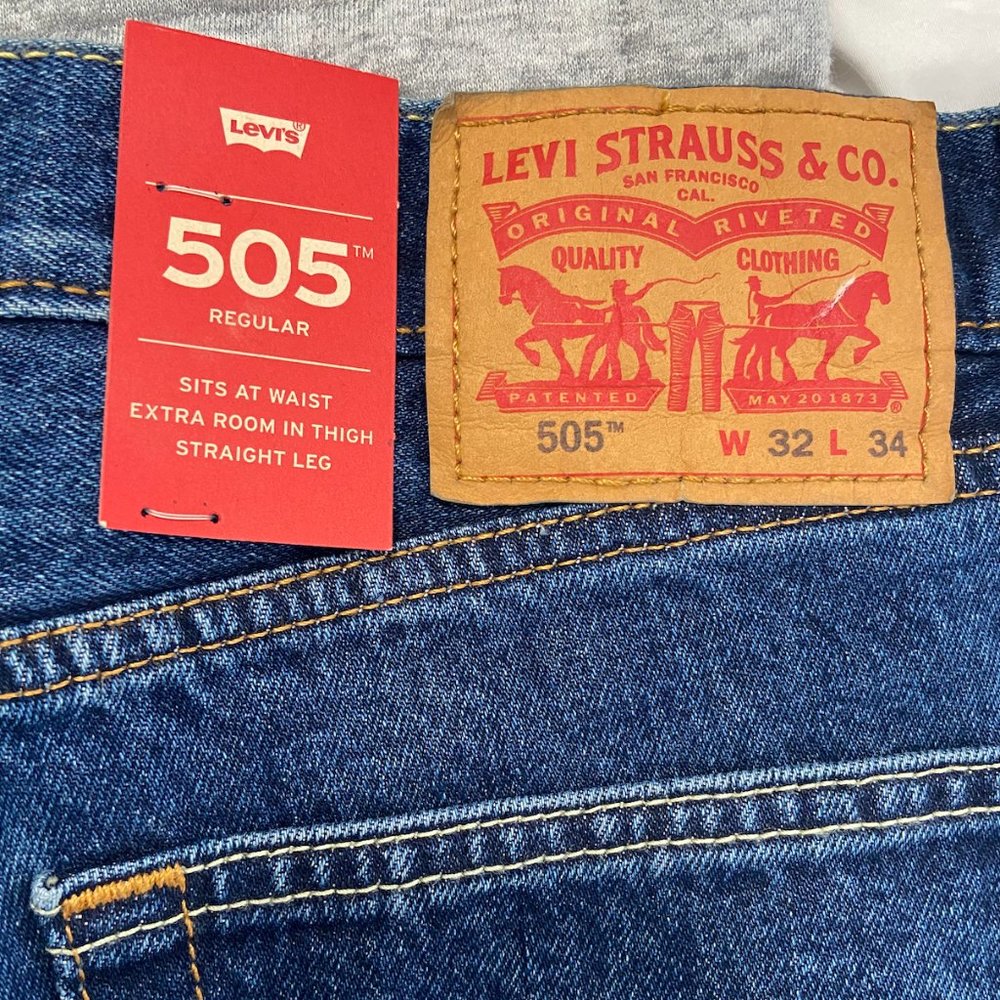 Levi's®
505™
REGULAR
SITS AT WAIST
EXTRA ROOM IN THIGH
STRAIGHT LEG
LEVI STRAUSS & CO.
SAN FRANCISCO
CAL.
ORIGINAL RIVETED
QUALITY CLOTHING
PATENTED MAY 20 1873 ®
505™ W 32 L 34